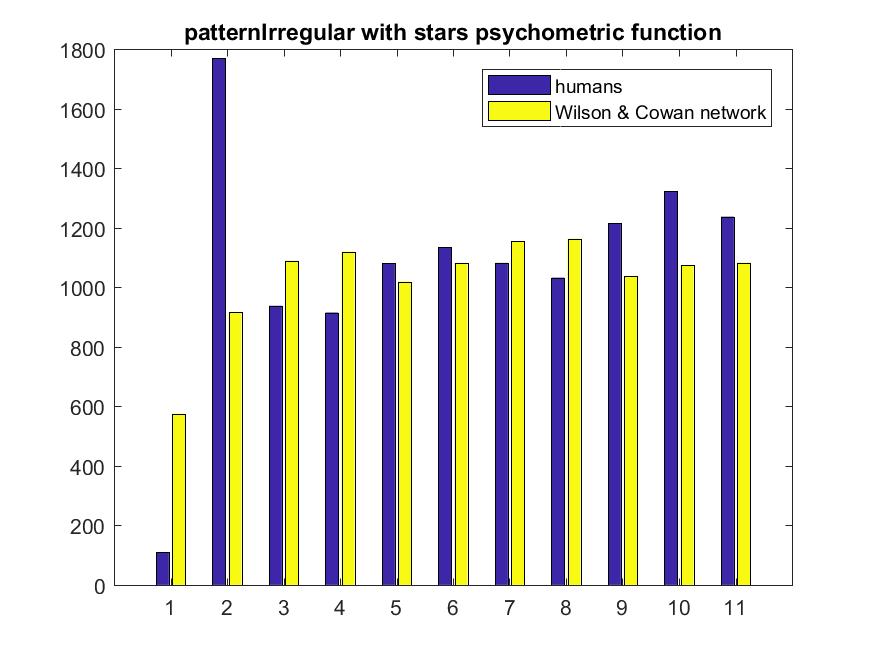 patternIrregular with stars psychometric function
1800
1600
1400
1200
1000
800
600
400
200
0
humans
Wilson & Cowan network
1 2 3 4 5 6 7 8 9 10 11